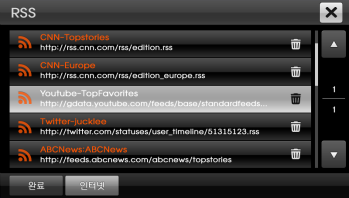 RSS
CNN-Topstories
http://rss.cnn.com/rss/edition.rss
CNN-Europe
http://rss.cnn.com/rss/edition_europe.rss
Youtube-TopFavorites
http://gdata.youtube.com/feeds/base/standardfeeds...
Twitter-jucklee
http://twitter.com/statuses/user_timeline/51315123.rss
ABCNews:ABCNews
http://feeds.abcnews.com/abcnews/topstories
1
1
완료 인터넷